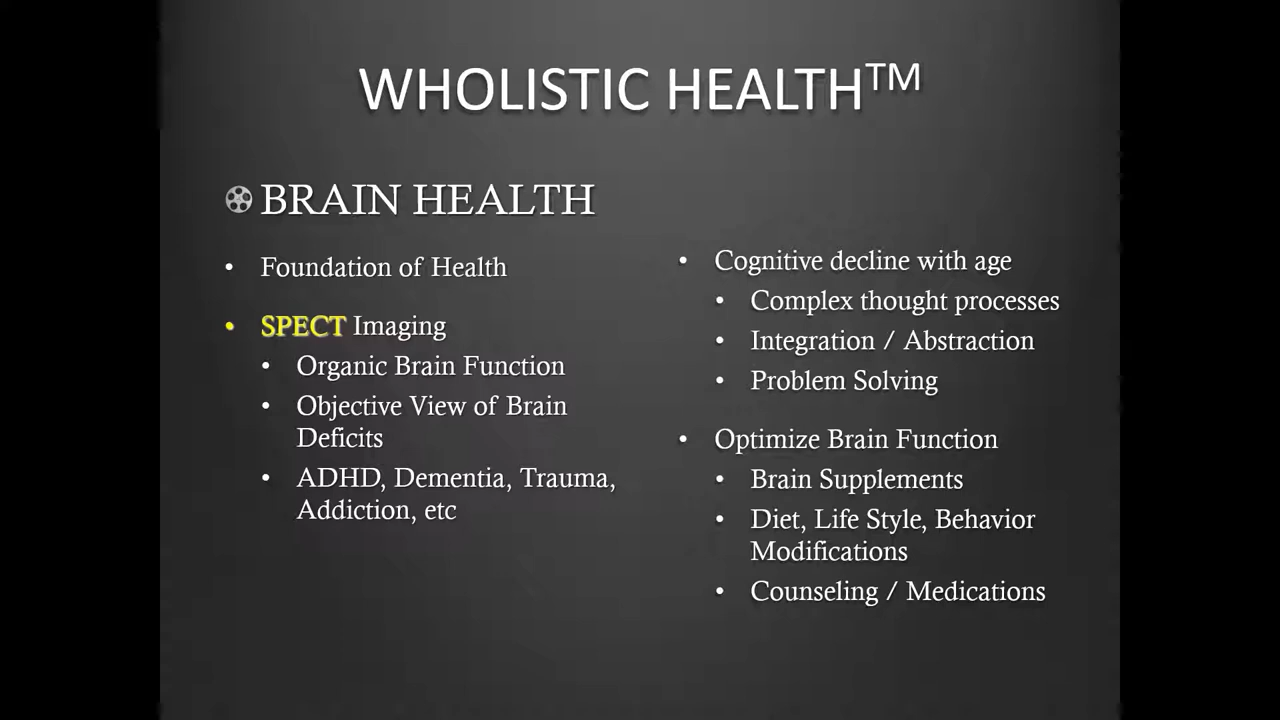 WHOLISTIC HEALTH™
BRAIN HEALTH
• Foundation of Health
• SPECT Imaging
• Organic Brain Function
• Objective View of Brain
Deficits
• ADHD, Dementia, Trauma,
Addiction, etc
• Cognitive decline with age
• Complex thought processes
• Integration / Abstraction
• Problem Solving
• Optimize Brain Function
• Brain Supplements
• Diet, Life Style, Behavior
Modifications
• Counseling / Medications